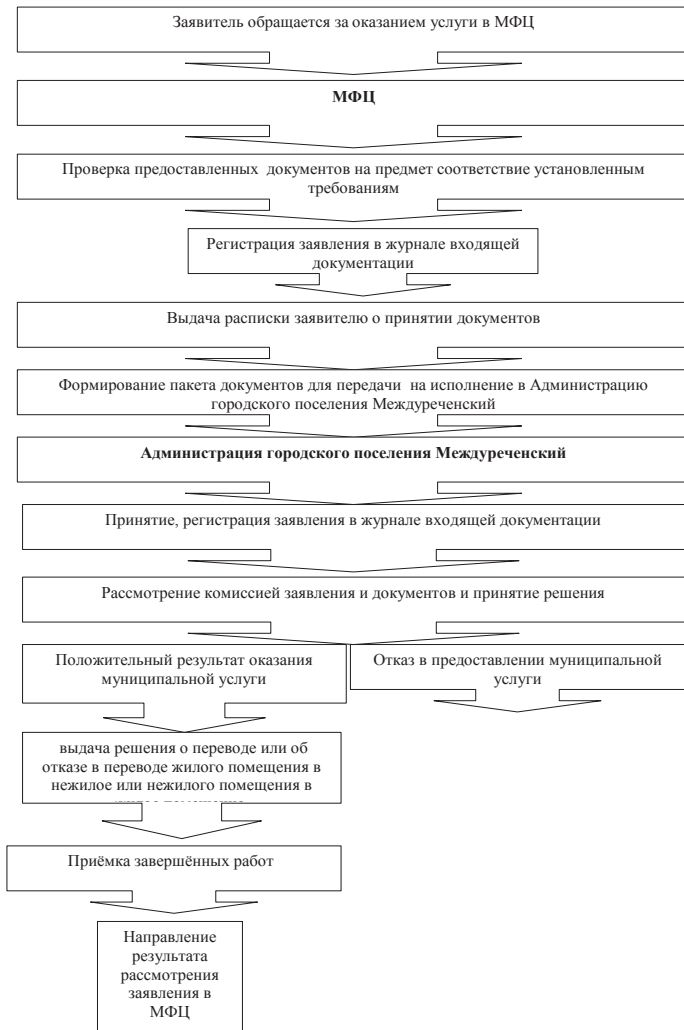 Заявитель обращается за оказанием услуги в МФЦ
МФЦ
Проверка предоставленных документов на предмет соответствие установленным
требованиям
Регистрация заявления в журнале входящей
документации
Выдача расписки заявителю о принятии документов
Формирование пакета документов для передачи на исполнение в Администрацию
городского поселения Междуреченский
Администрация городского поселения Междуреченский
Принятие, регистрация заявления в журнале входящей документации
Рассмотрение комиссией заявления и документов и принятие решения
Положительный результат оказания
муниципальной услуги
Отказ в предоставлении муниципальной
услуги
выдача решения о переводе или об
отказе в переводе жилого помещения в
нежилое или нежилого помещения в
Приёмка завершённых работ
Направление
результата
рассмотрения
заявления в
МФЦ